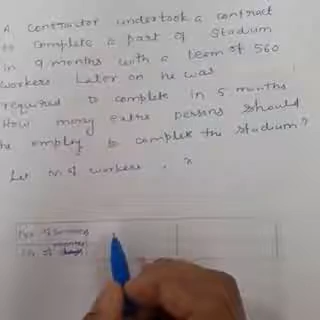 A contractor undertook a contract
to complete a part of Stadium
in 9 months with a team of 560
workers Later on he was
required to complete in 5 months
How many extra persons should
he employ to complete the stadium?
Let no of workers . x
No. of
No of